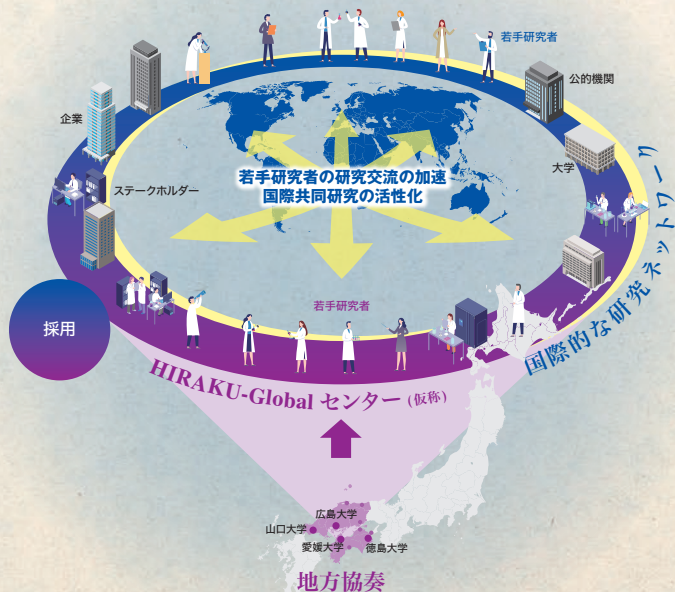 若手研究者
公的機関
企業
大学
若手研究者の研究交流の加速
国際共同研究の活性化
ステークホルダー
国際的な研究ネットワーク
若手研究者
採用
HIRAKU-Global センター (仮称)
広島大学
山口大学
愛媛大学
徳島大学
地方協奏